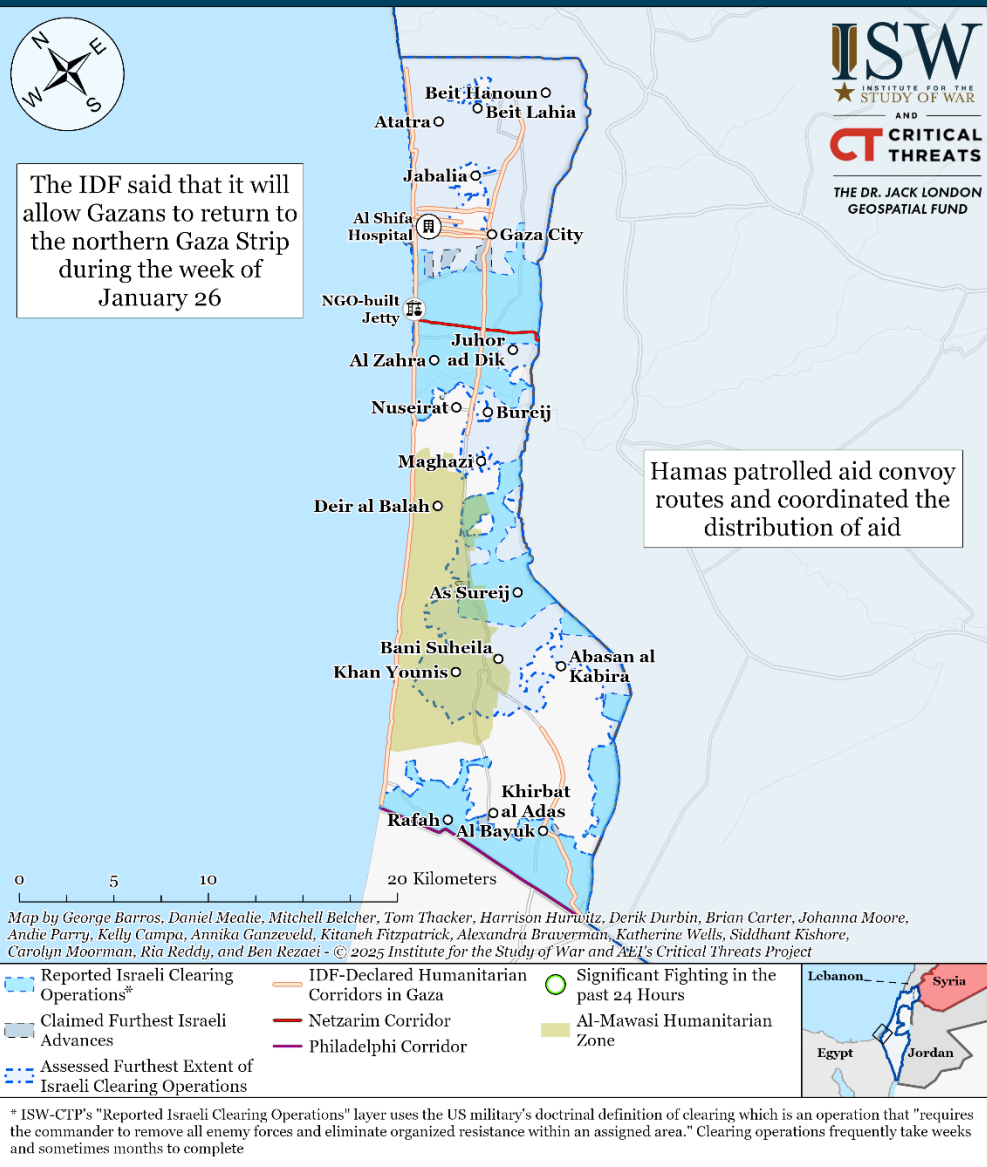 N
E
W
S
ISW
INSTITUTE FOR THE
STUDY OF WAR
AND
CT CRITICAL
THREATS
THE DR. JACK LONDON
GEOSPATIAL FUND
Beit Hanoun
Beit Lahia
Atatra
The IDF said that it will
allow Gazans to return to
the northern Gaza Strip
during the week of
January 26
Jabalia
Al Shifa
Hospital
Gaza City
NGO-built
Jetty
Juhor
ad Dik
Al Zahra
Nuseirat
Bureij
Maghazi
Hamas patrolled aid convoy
routes and coordinated the
distribution of aid
Deir al Balah
As Sureij
Bani Suheila
Abasan al
Kabira
Khan Younis
Khirbat
al Adas
Rafah
Al Bayuk
0 5 10 20 Kilometers
Map by George Barros, Daniel Mealie, Mitchell Belcher, Tom Thacker, Harrison Hurwitz, Derik Durbin, Brian Carter, Johanna Moore,
Andie Parry, Kelly Campa, Annika Ganzeveld, Kitaneh Fitzpatrick, Alexandra Braverman, Katherine Wells, Siddhant Kishore,
Carolyn Moorman, Ria Reddy, and Ben Rezaei - © 2025 Institute for the Study of War and AEI's Critical Threats Project
Reported Israeli Clearing
Operations*
Claimed Furthest Israeli
Advances
Assessed Furthest Extent of
Israeli Clearing Operations
IDF-Declared Humanitarian
Corridors in Gaza
Netzarim Corridor
Philadelphi Corridor
Significant Fighting in the
past 24 Hours
Al-Mawasi Humanitarian
Zone
Lebanon
Syria
Egypt
Jordan
* ISW-CTP's "Reported Israeli Clearing Operations" layer uses the US military's doctrinal definition of clearing which is an operation that "requires
the commander to remove all enemy forces and eliminate organized resistance within an assigned area." Clearing operations frequently take weeks
and sometimes months to complete